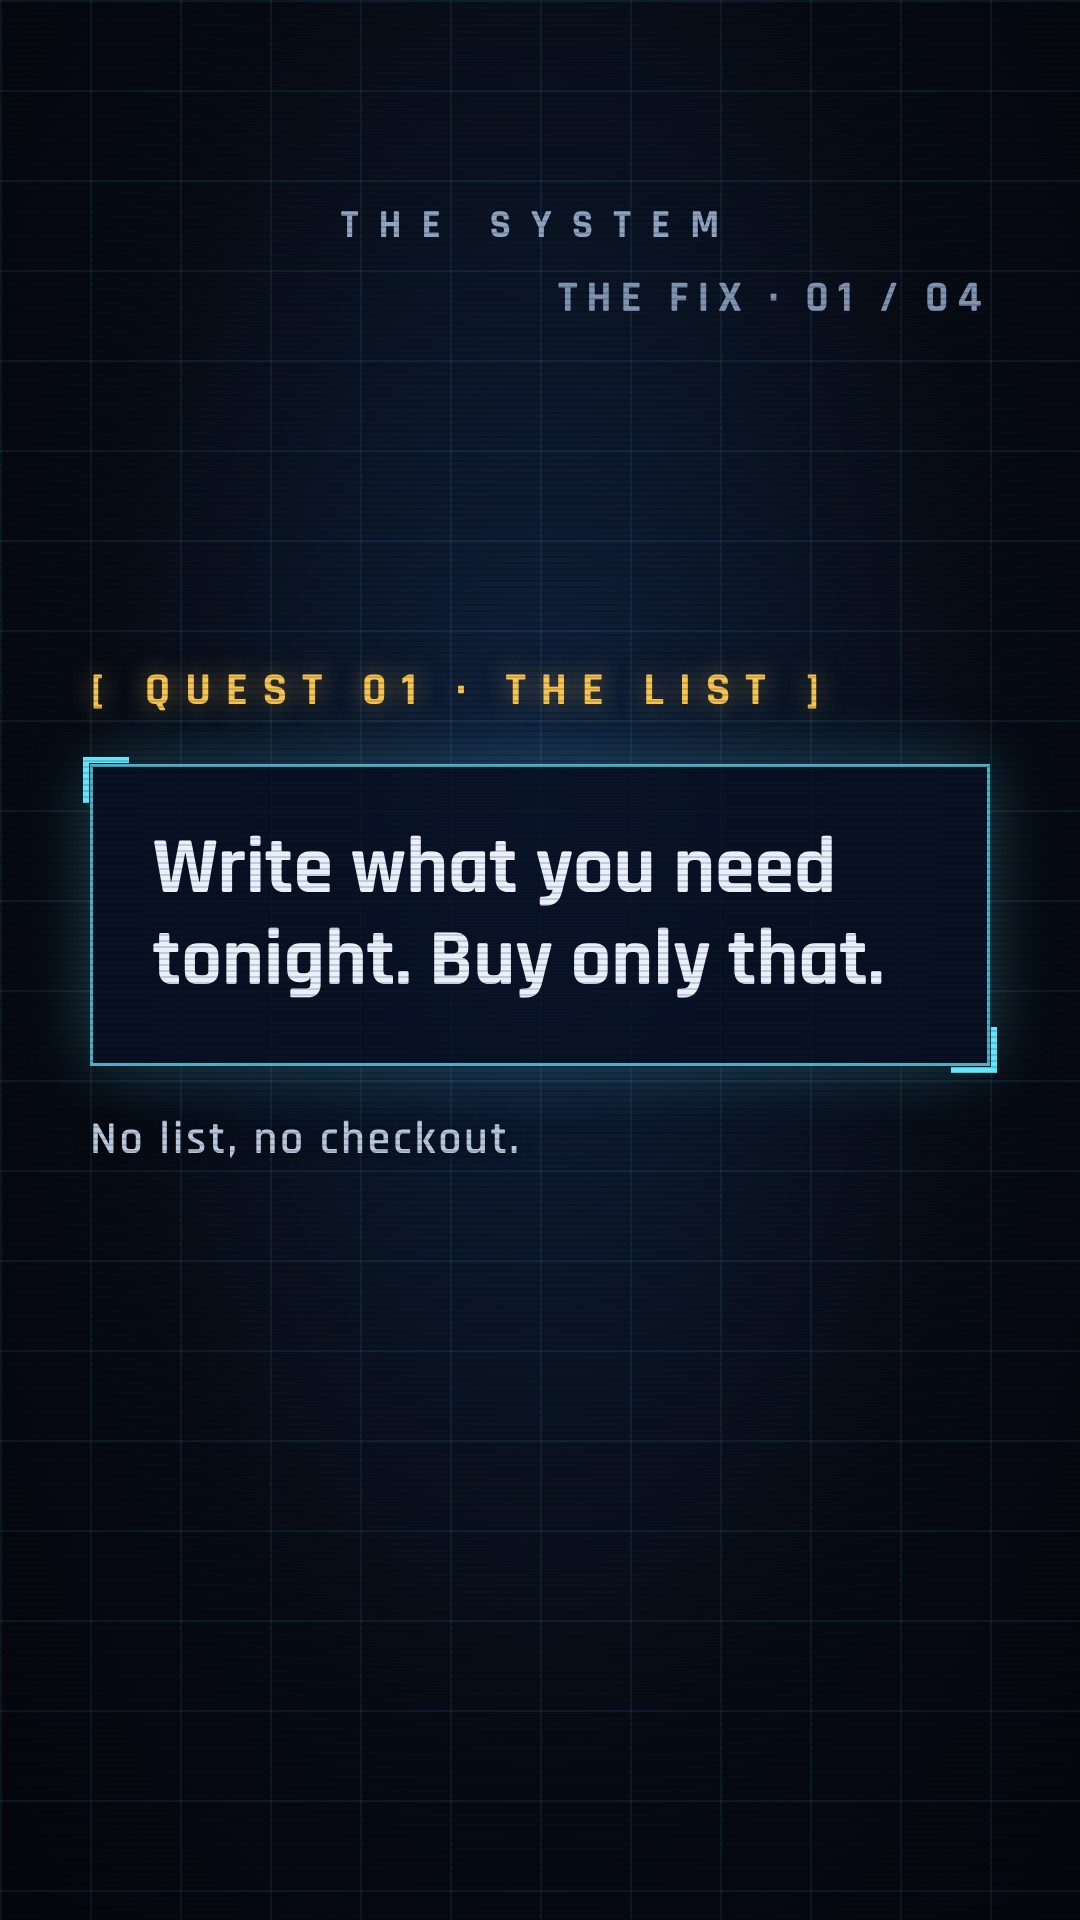 THE SYSTEM
THE FIX · 01 / 04
[ QUEST 01 · THE LIST ]
Write what you need
tonight. Buy only that.
No list, no checkout.